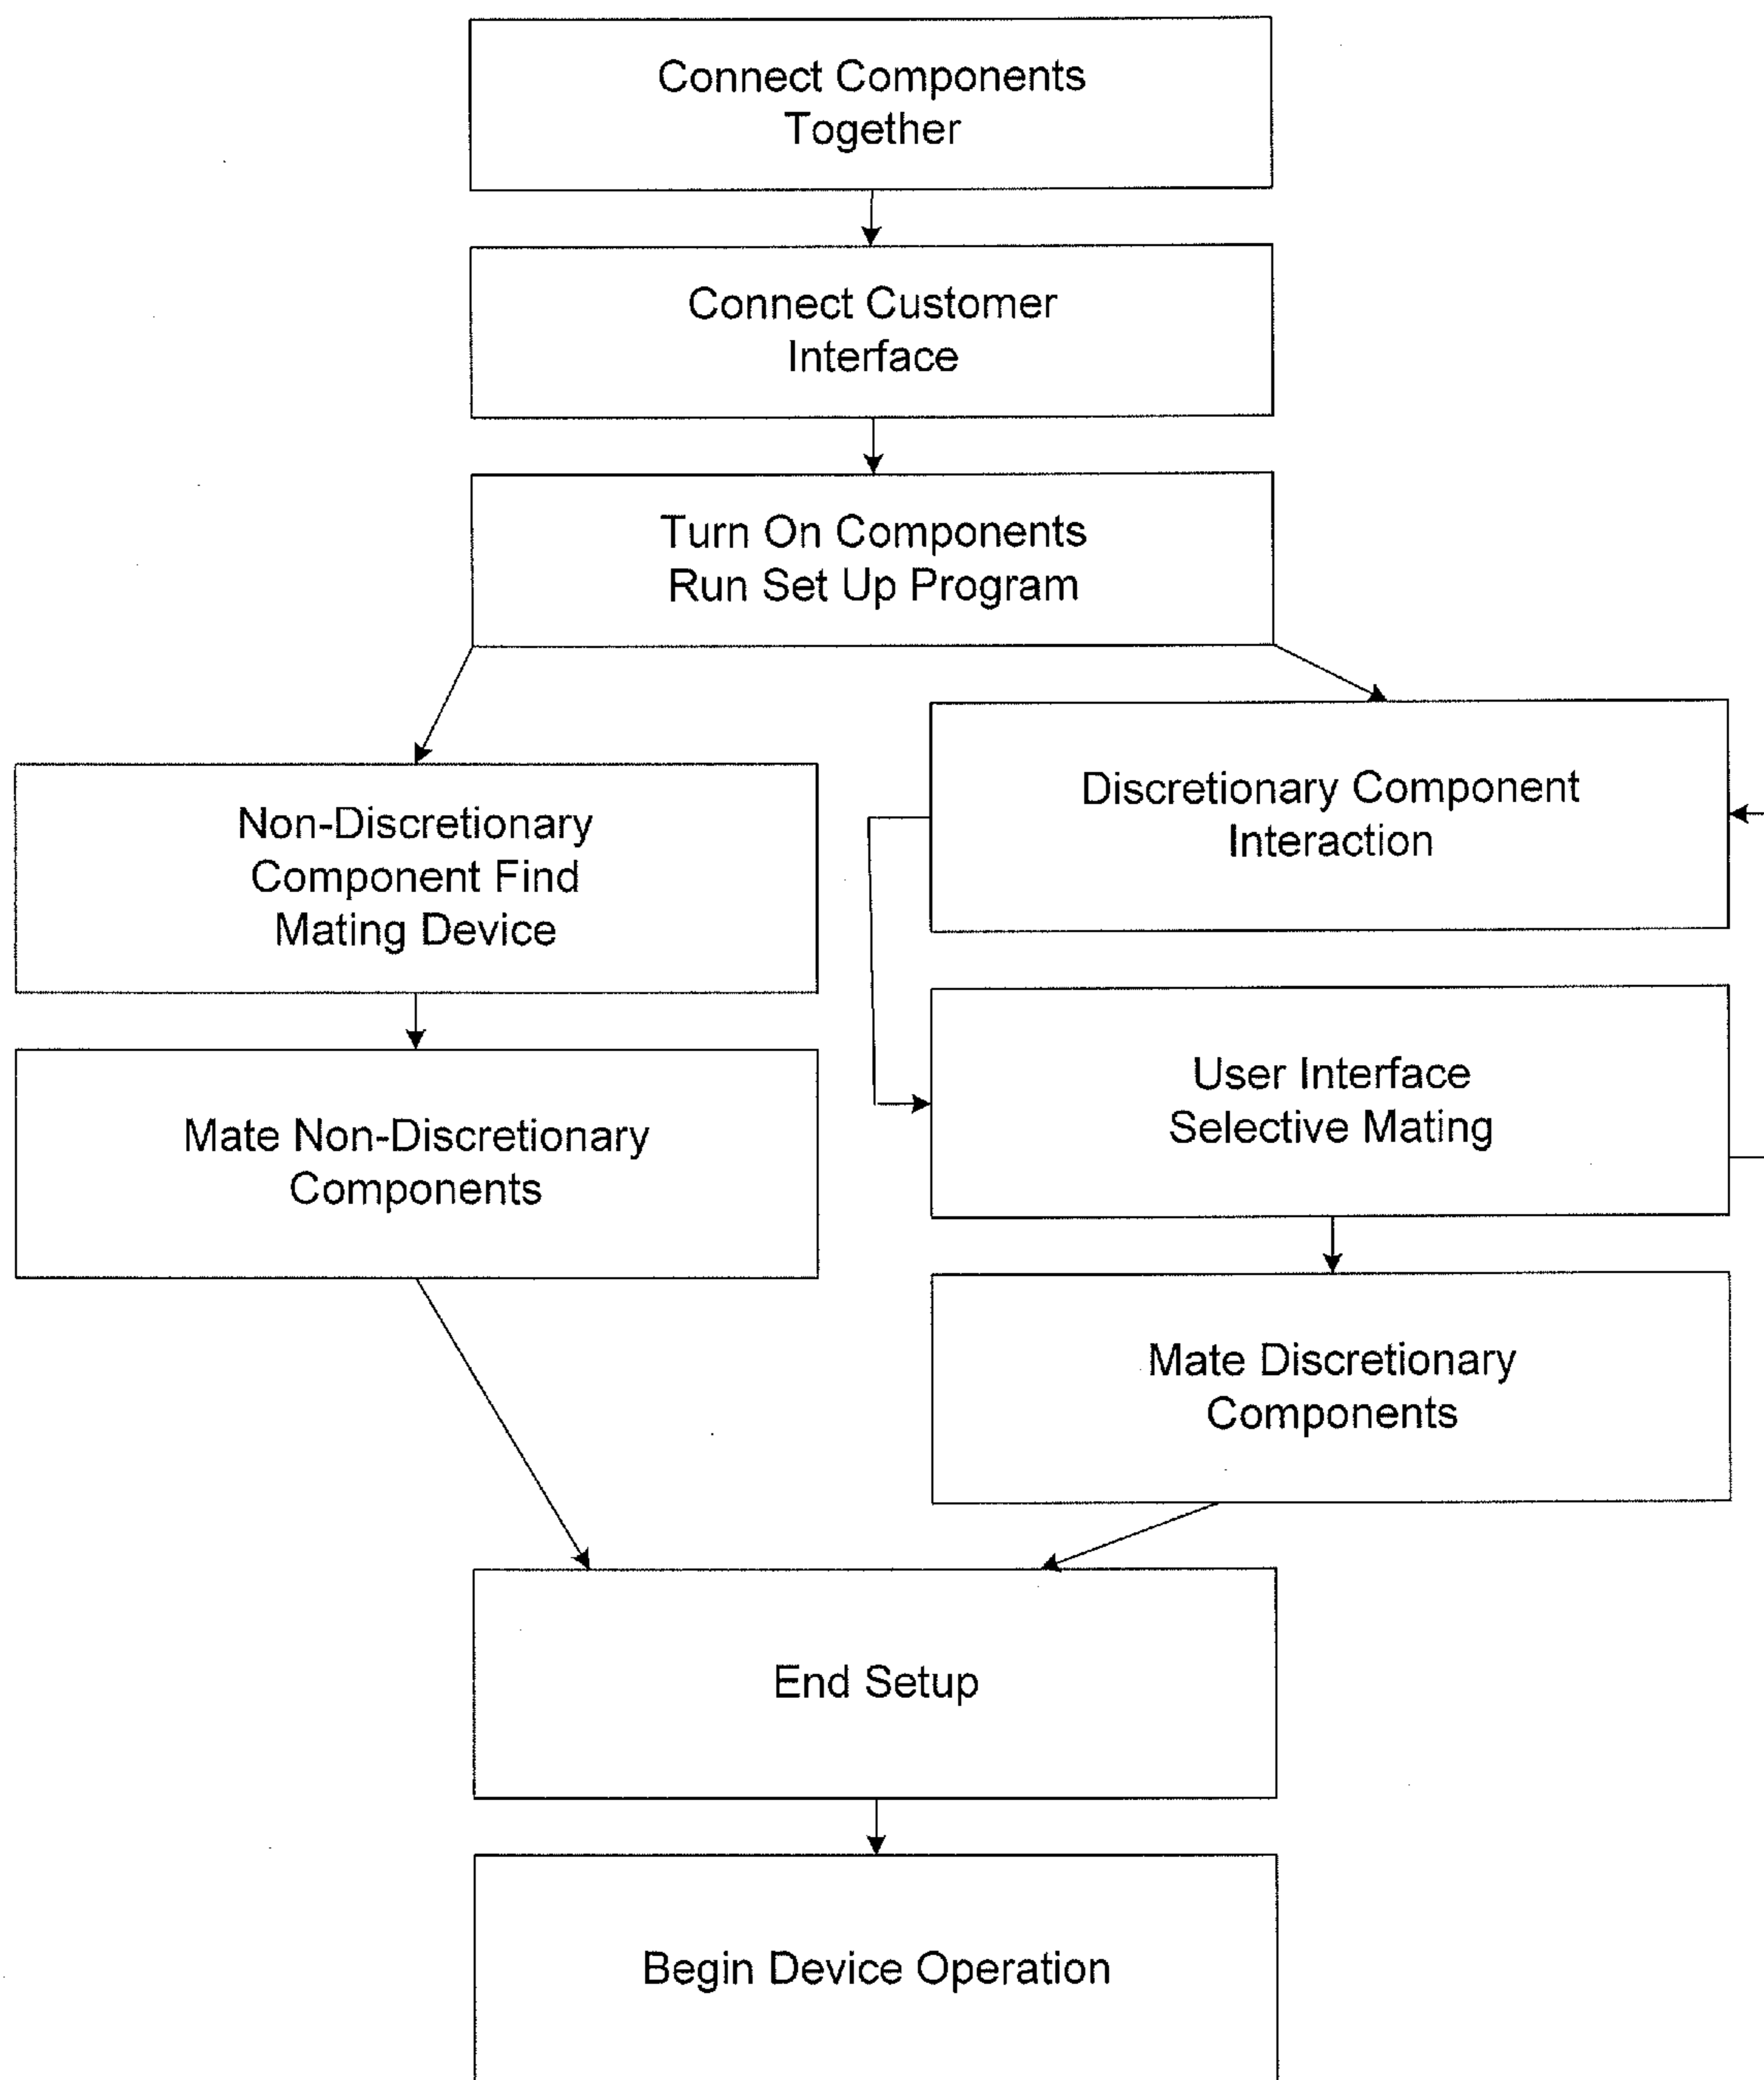 Connect Components
Together
Connect Customer
Interface
Turn On Components
Run Set Up Program
Non-Discretionary
Component Find
Mating Device
Discretionary Component
Interaction
Mate Non-Discretionary
Components
User Interface
Selective Mating
Mate Discretionary
Components
End Setup
Begin Device Operation